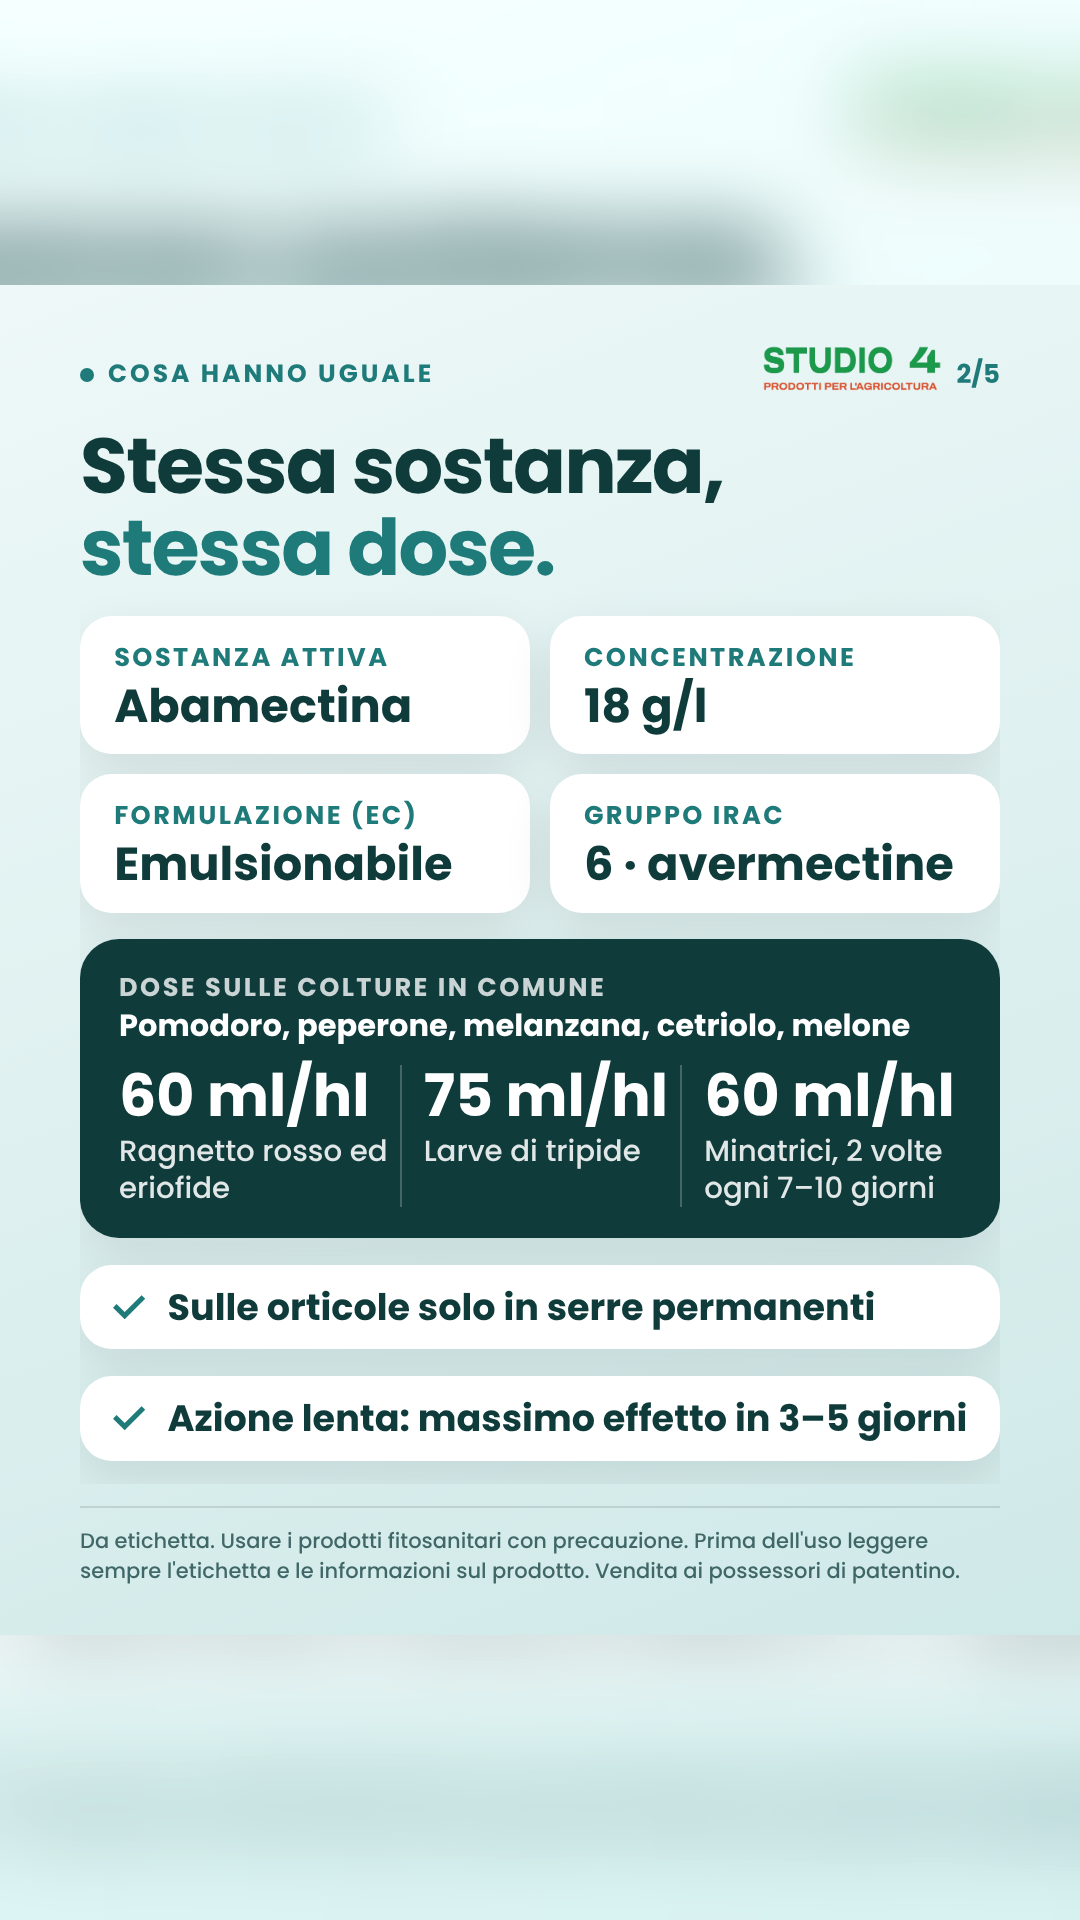 COSA HANNO UGUALE
STUDIO 4
PRODOTTI PER L'AGRICOLTURA
2/5
Stessa sostanza,
stessa dose.
SOSTANZA ATTIVA
Abamectina
CONCENTRAZIONE
18 g/l
FORMULAZIONE (EC)
Emulsionabile
GRUPPO IRAC
6 · avermectine
DOSE SULLE COLTURE IN COMUNE
Pomodoro, peperone, melanzana, cetriolo, melone
60 ml/hl
Ragnetto rosso ed
eriofide
75 ml/hl
Larve di tripide
60 ml/hl
Minatrici, 2 volte
ogni 7–10 giorni
Sulle orticole solo in serre permanenti
Azione lenta: massimo effetto in 3–5 giorni
Da etichetta. Usare i prodotti fitosanitari con precauzione. Prima dell'uso leggere
sempre l'etichetta e le informazioni sul prodotto. Vendita ai possessori di patentino.